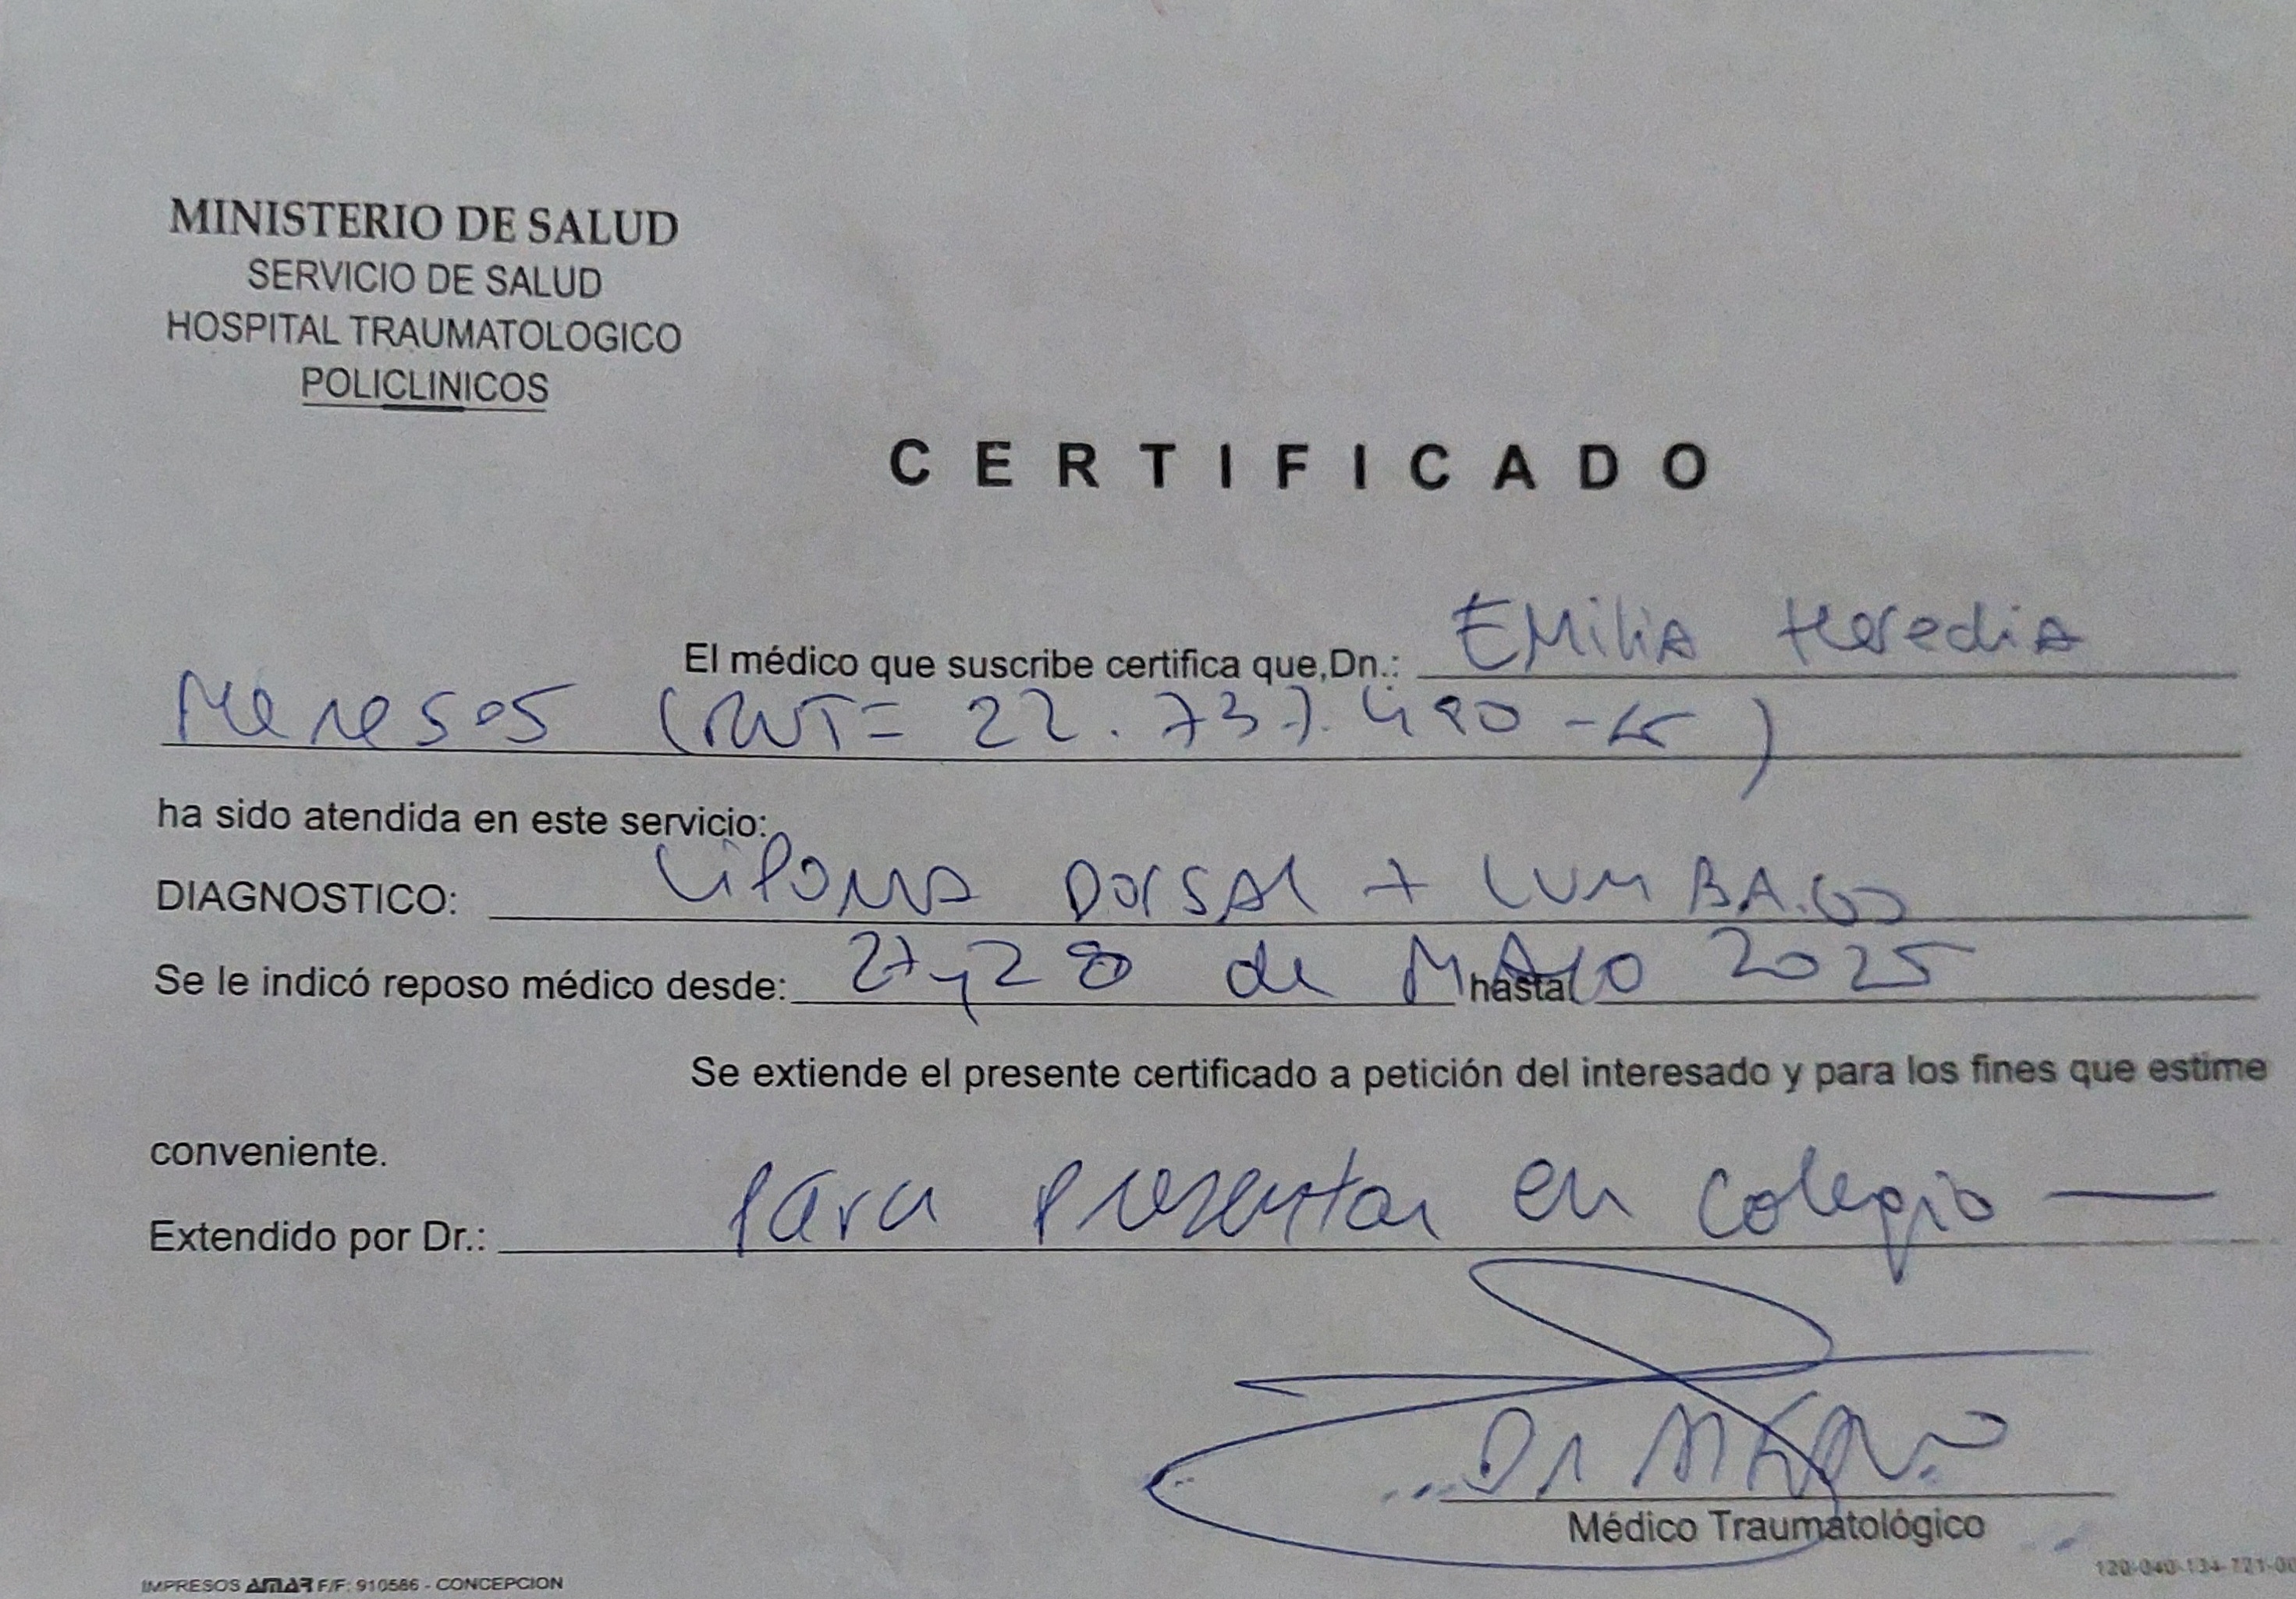 MINISTERIO DE SALUD
SERVICIO DE SALUD
HOSPITAL TRAUMATOLOGICO
POLICLINICOS
CERTIFICADO
El médico que suscribe certifica que,Dn.: EMiliA HerediA
Meneses (RUT= 22.737.490-K)
ha sido atendida en este servicio:
DIAGNOSTICO: LiPOMA DorSAl + LUMBAGO
Se le indicó reposo médico desde: 27 y 28 de MAYO hasta 2025
Se extiende el presente certificado a petición del interesado y para los fines que estime
conveniente.
Extendido por Dr.: para presentar en colegio —
Dr
Médico Traumatológico
IMPRESOS AMAR F/F: 910586 - CONCEPCION